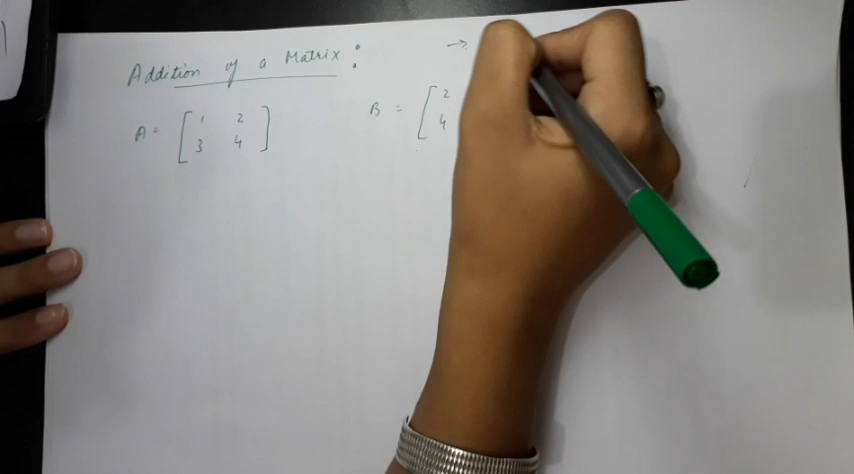 Addition of a Matrix :
→
A = [ 1 2
3 4 ]
B = [ 2
4